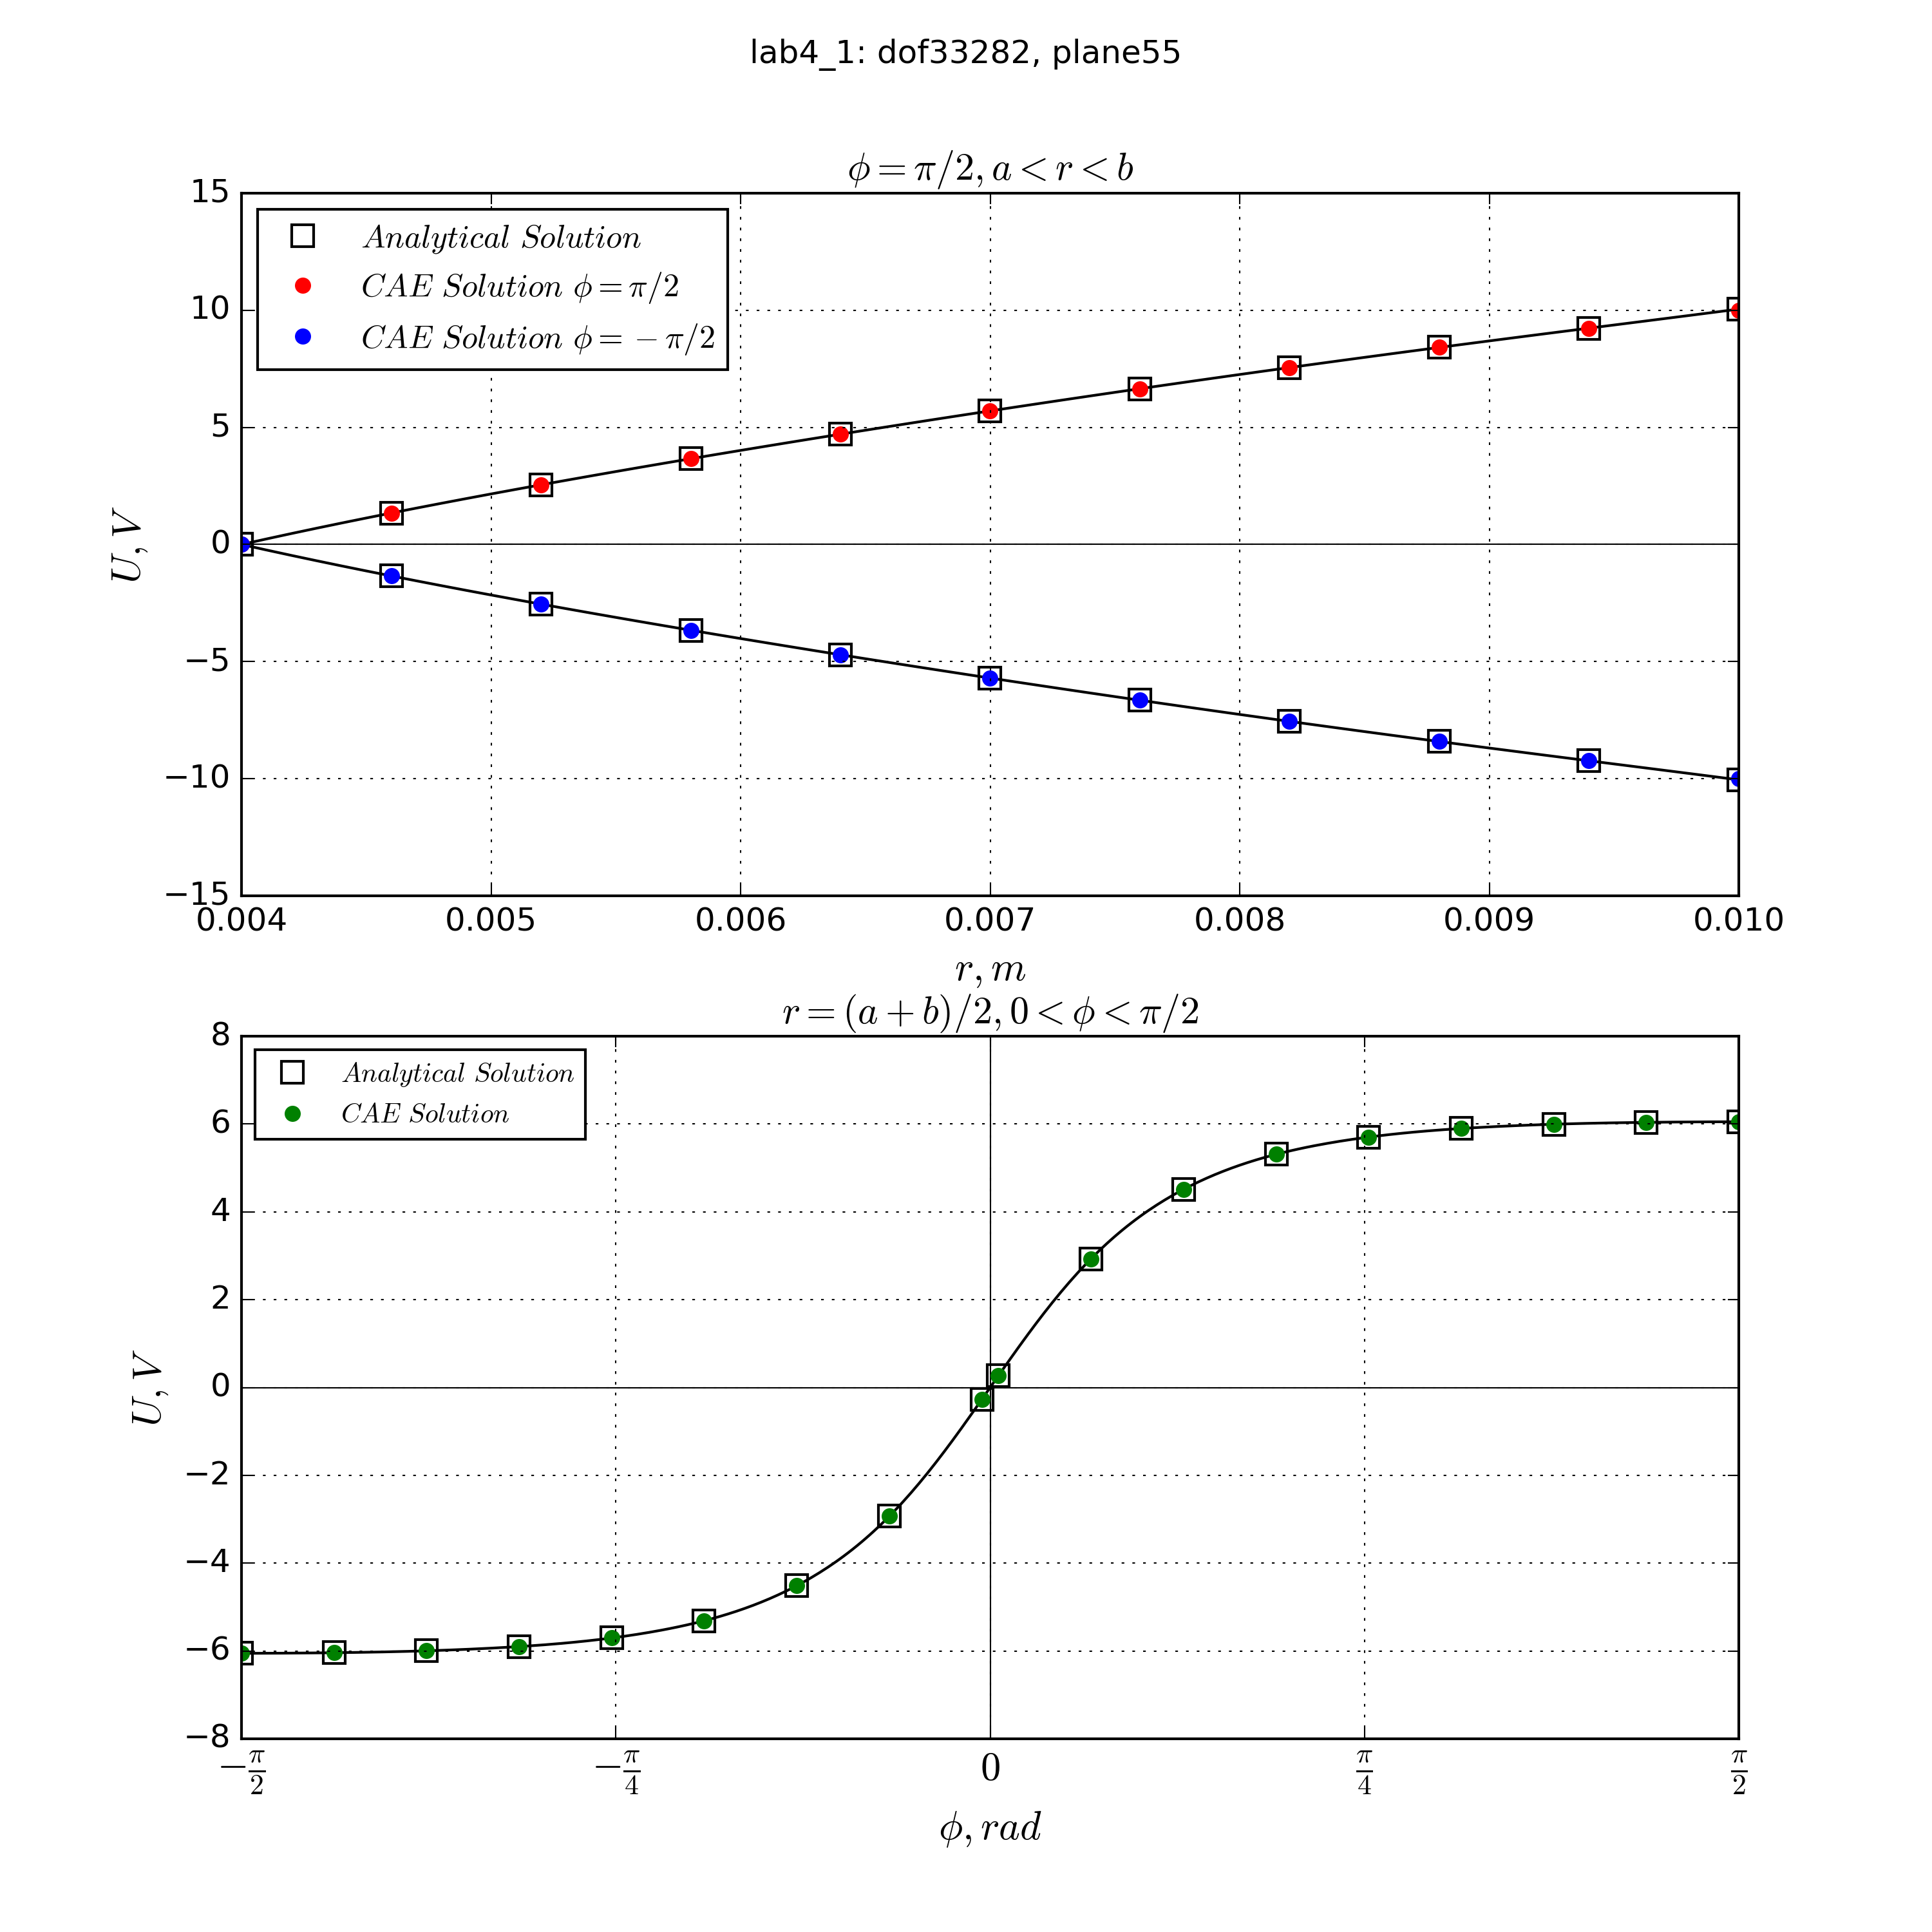 lab4_1: dof33282, plane55
ϕ = π/2, a < r < b
15
10
5
0
−5
−10
−15
U, V
Analytical Solution
CAE Solution ϕ = π/2
CAE Solution ϕ = − π/2
0.004 0.005 0.006 0.007 0.008 0.009 0.010
r, m
r = (a + b)/2, 0 < ϕ < π/2
8
6
4
2
0
−2
−4
−6
−8
U, V
Analytical Solution
CAE Solution
−π/2 −π/4 0 π/4 π/2
ϕ, rad